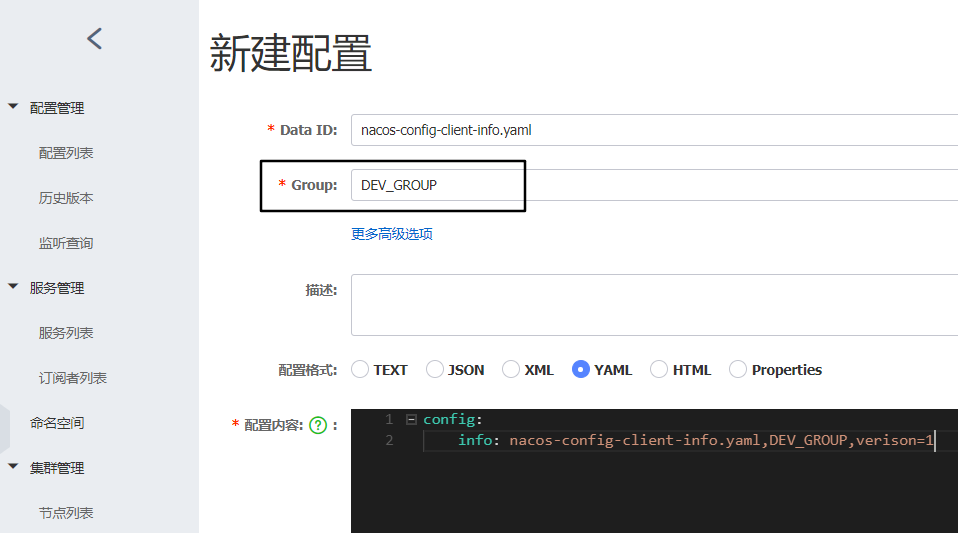 新建配置
配置管理
配置列表
历史版本
监听查询
服务管理
服务列表
订阅者列表
命名空间
集群管理
节点列表
* Data ID: nacos-config-client-info.yaml
* Group: DEV_GROUP
更多高级选项
描述:
配置格式: TEXT JSON XML YAML HTML Properties
* 配置内容: ? :
1 config:
2 info: nacos-config-client-info.yaml,DEV_GROUP,verison=1